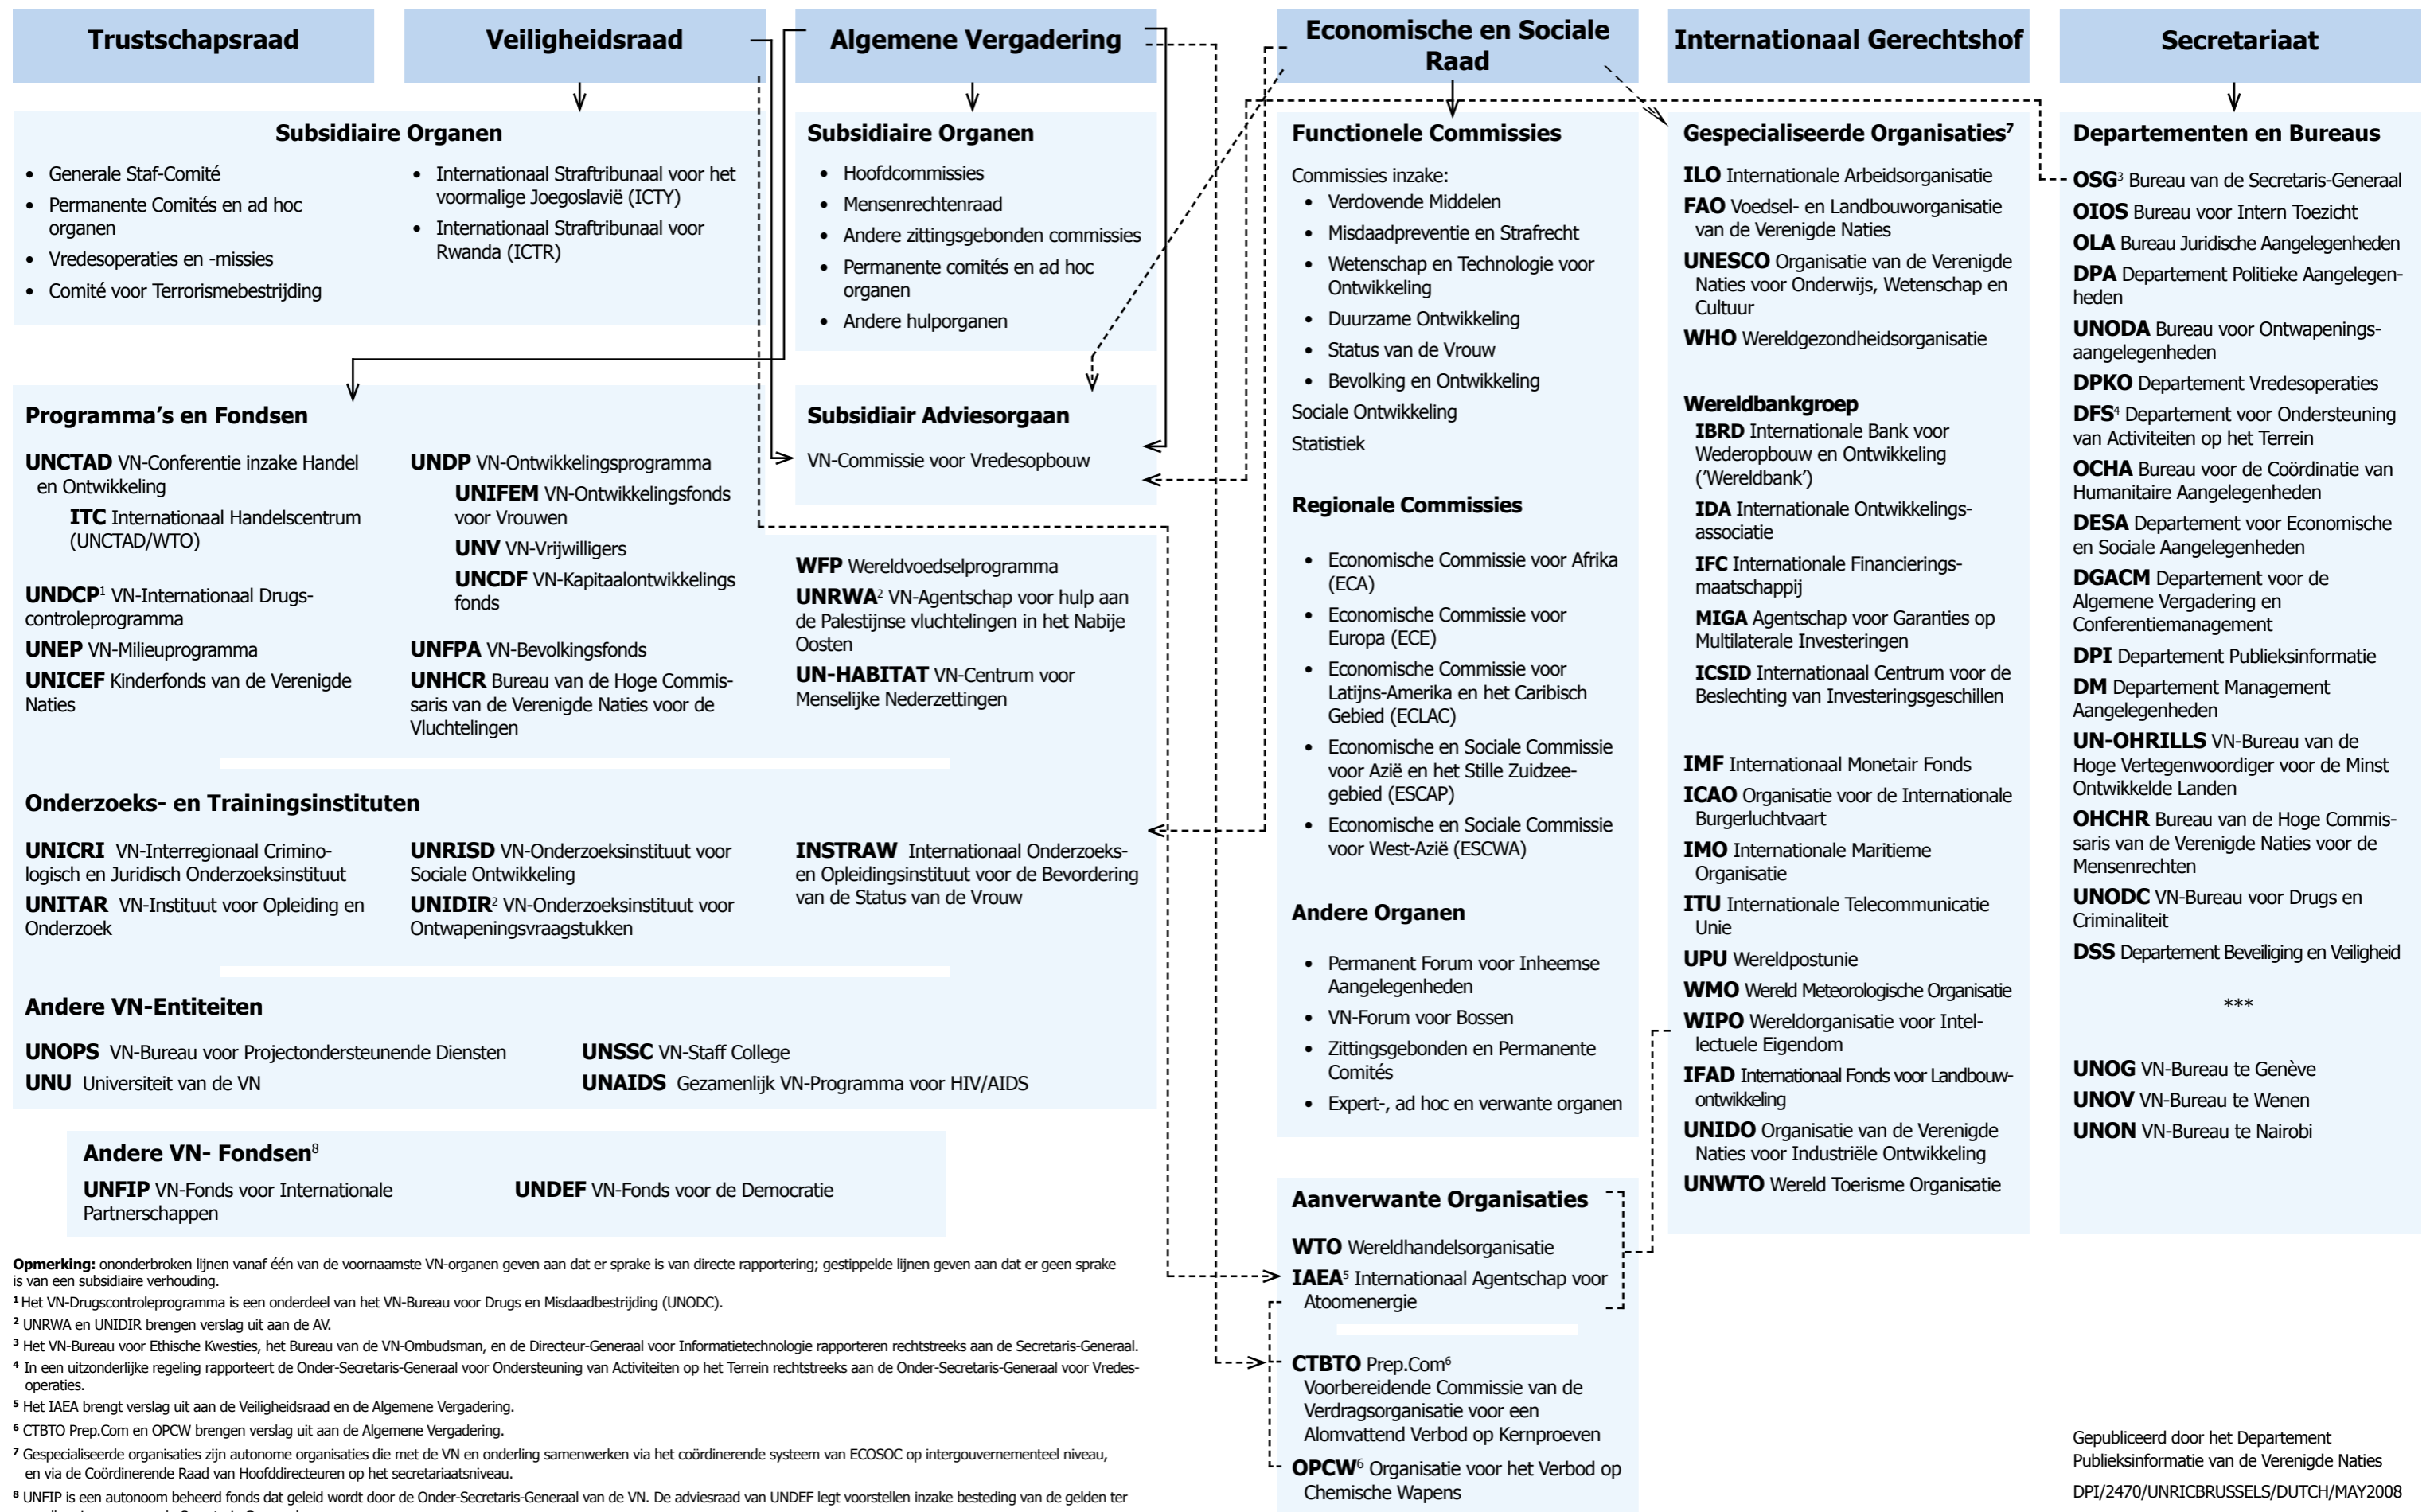 Trustschapsraad
Veiligheidsraad
Algemene Vergadering
Economische en Sociale
Raad
Internationaal Gerechtshof
Secretariaat
Subsidiaire Organen
• Generale Staf-Comité
• Permanente Comités en ad hoc
organen
• Vredesoperaties en -missies
• Comité voor Terrorismebestrijding
• Internationaal Straftribunaal voor het
voormalige Joegoslavië (ICTY)
• Internationaal Straftribunaal voor
Rwanda (ICTR)
Subsidiaire Organen
• Hoofdcommissies
• Mensenrechtenraad
• Andere zittingsgebonden commissies
• Permanente comités en ad hoc
organen
• Andere hulporganen
Subsidiair Adviesorgaan
VN-Commissie voor Vredesopbouw
Programma's en Fondsen
UNCTAD VN-Conferentie inzake Handel
en Ontwikkeling
ITC Internationaal Handelscentrum
(UNCTAD/WTO)
UNDCP¹ VN-Internationaal Drugs-
controleprogramma
UNEP VN-Milieuprogramma
UNICEF Kinderfonds van de Verenigde
Naties
UNDP VN-Ontwikkelingsprogramma
UNIFEM VN-Ontwikkelingsfonds
voor Vrouwen
UNV VN-Vrijwilligers
UNCDF VN-Kapitaalontwikkelings
fonds
UNFPA VN-Bevolkingsfonds
UNHCR Bureau van de Hoge Commis-
saris van de Verenigde Naties voor de
Vluchtelingen
WFP Wereldvoedselprogramma
UNRWA² VN-Agentschap voor hulp aan
de Palestijnse vluchtelingen in het Nabije
Oosten
UN-HABITAT VN-Centrum voor
Menselijke Nederzettingen
Onderzoeks- en Trainingsinstituten
UNICRI VN-Interregionaal Crimino-
logisch en Juridisch Onderzoeksinstituut
UNITAR VN-Instituut voor Opleiding en
Onderzoek
UNRISD VN-Onderzoeksinstituut voor
Sociale Ontwikkeling
UNIDIR² VN-Onderzoeksinstituut voor
Ontwapeningsvraagstukken
INSTRAW Internationaal Onderzoeks-
en Opleidingsinstituut voor de Bevordering
van de Status van de Vrouw
Andere VN-Entiteiten
UNOPS VN-Bureau voor Projectondersteunende Diensten
UNU Universiteit van de VN
UNSSC VN-Staff College
UNAIDS Gezamenlijk VN-Programma voor HIV/AIDS
Andere VN- Fondsen⁸
UNFIP VN-Fonds voor Internationale
Partnerschappen
UNDEF VN-Fonds voor de Democratie
Functionele Commissies
Commissies inzake:
• Verdovende Middelen
• Misdaadpreventie en Strafrecht
• Wetenschap en Technologie voor
Ontwikkeling
• Duurzame Ontwikkeling
• Status van de Vrouw
• Bevolking en Ontwikkeling
Sociale Ontwikkeling
Statistiek
Regionale Commissies
• Economische Commissie voor Afrika
(ECA)
• Economische Commissie voor
Europa (ECE)
• Economische Commissie voor
Latijns-Amerika en het Caribisch
Gebied (ECLAC)
• Economische en Sociale Commissie
voor Azië en het Stille Zuidzee-
gebied (ESCAP)
• Economische en Sociale Commissie
voor West-Azië (ESCWA)
Andere Organen
• Permanent Forum voor Inheemse
Aangelegenheden
• VN-Forum voor Bossen
• Zittingsgebonden en Permanente
Comités
• Expert-, ad hoc en verwante organen
Aanverwante Organisaties
WTO Wereldhandelsorganisatie
IAEA⁵ Internationaal Agentschap voor
Atoomenergie
CTBTO Prep.Com⁶
Voorbereidende Commissie van de
Verdragsorganisatie voor een
Alomvattend Verbod op Kernproeven
OPCW⁶ Organisatie voor het Verbod op
Chemische Wapens
Gespecialiseerde Organisaties⁷
ILO Internationale Arbeidsorganisatie
FAO Voedsel- en Landbouworganisatie
van de Verenigde Naties
UNESCO Organisatie van de Verenigde
Naties voor Onderwijs, Wetenschap en
Cultuur
WHO Wereldgezondheidsorganisatie
Wereldbankgroep
IBRD Internationale Bank voor
Wederopbouw en Ontwikkeling
('Wereldbank')
IDA Internationale Ontwikkelings-
associatie
IFC Internationale Financierings-
maatschappij
MIGA Agentschap voor Garanties op
Multilaterale Investeringen
ICSID Internationaal Centrum voor de
Beslechting van Investeringsgeschillen
IMF Internationaal Monetair Fonds
ICAO Organisatie voor de Internationale
Burgerluchtvaart
IMO Internationale Maritieme
Organisatie
ITU Internationale Telecommunicatie
Unie
UPU Wereldpostunie
WMO Wereld Meteorologische Organisatie
WIPO Wereldorganisatie voor Intel-
lectuele Eigendom
IFAD Internationaal Fonds voor Landbouw-
ontwikkeling
UNIDO Organisatie van de Verenigde
Naties voor Industriële Ontwikkeling
UNWTO Wereld Toerisme Organisatie
Departementen en Bureaus
OSG³ Bureau van de Secretaris-Generaal
OIOS Bureau voor Intern Toezicht
OLA Bureau Juridische Aangelegenheden
DPA Departement Politieke Aangelegen-
heden
UNODA Bureau voor Ontwapenings-
aangelegenheden
DPKO Departement Vredesoperaties
DFS⁴ Departement voor Ondersteuning
van Activiteiten op het Terrein
OCHA Bureau voor de Coördinatie van
Humanitaire Aangelegenheden
DESA Departement voor Economische
en Sociale Aangelegenheden
DGACM Departement voor de
Algemene Vergadering en
Conferentiemanagement
DPI Departement Publieksinformatie
DM Departement Management
Aangelegenheden
UN-OHRILLS VN-Bureau van de
Hoge Vertegenwoordiger voor de Minst
Ontwikkelde Landen
OHCHR Bureau van de Hoge Commis-
saris van de Verenigde Naties voor de
Mensenrechten
UNODC VN-Bureau voor Drugs en
Criminaliteit
DSS Departement Beveiliging en Veiligheid
***
UNOG VN-Bureau te Genève
UNOV VN-Bureau te Wenen
UNON VN-Bureau te Nairobi
Opmerking: ononderbroken lijnen vanaf één van de voornaamste VN-organen geven aan dat er sprake is van directe rapportering; gestippelde lijnen geven aan dat er geen sprake
is van een subsidiaire verhouding.
¹ Het VN-Drugscontroleprogramma is een onderdeel van het VN-Bureau voor Drugs en Misdaadbestrijding (UNODC).
² UNRWA en UNIDIR brengen verslag uit aan de AV.
³ Het VN-Bureau voor Ethische Kwesties, het Bureau van de VN-Ombudsman, en de Directeur-Generaal voor Informatietechnologie rapporteren rechtstreeks aan de Secretaris-Generaal.
⁴ In een uitzonderlijke regeling rapporteert de Onder-Secretaris-Generaal voor Ondersteuning van Activiteiten op het Terrein rechtstreeks aan de Onder-Secretaris-Generaal voor Vredes-
operaties.
⁵ Het IAEA brengt verslag uit aan de Veiligheidsraad en de Algemene Vergadering.
⁶ CTBTO Prep.Com en OPCW brengen verslag uit aan de Algemene Vergadering.
⁷ Gespecialiseerde organisaties zijn autonome organisaties die met de VN en onderling samenwerken via het coördinerende systeem van ECOSOC op intergouvernementeel niveau,
en via de Coördinerende Raad van Hoofddirecteuren op het secretariaatsniveau.
⁸ UNFIP is een autonoom beheerd fonds dat geleid wordt door de Onder-Secretaris-Generaal van de VN. De adviesraad van UNDEF legt voorstellen inzake besteding van de gelden ter
Gepubliceerd door het Departement
Publieksinformatie van de Verenigde Naties
DPI/2470/UNRICBRUSSELS/DUTCH/MAY2008